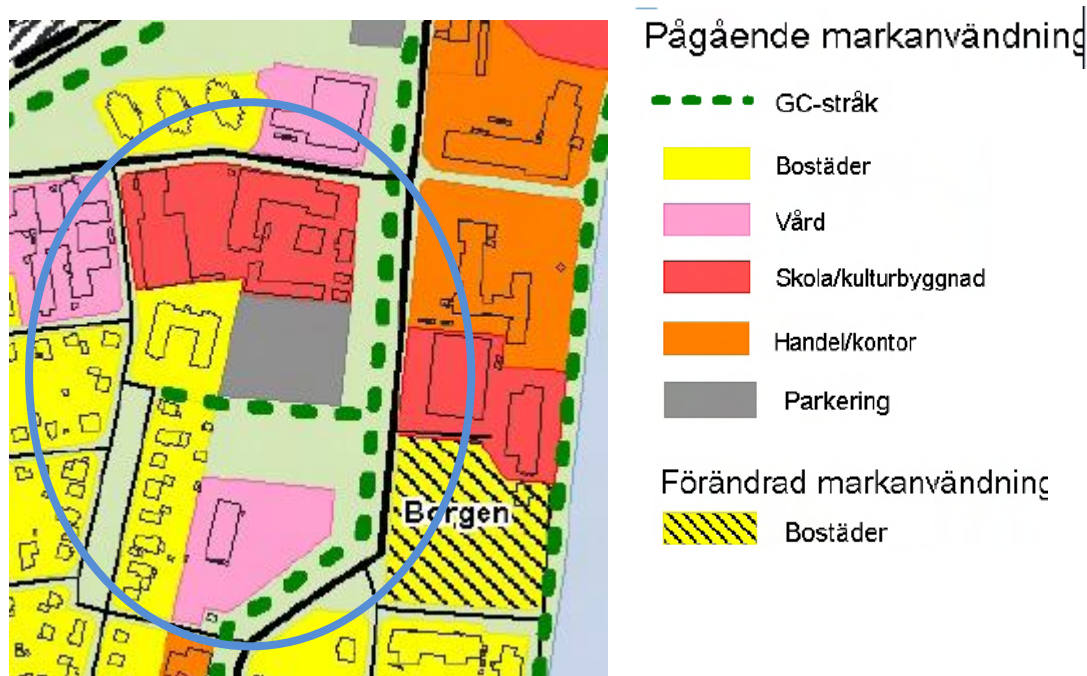 Pågående markanvändning
GC-stråk
Bostäder
Vård
Skola/kulturbyggnad
Handel/kontor
Parkering
Förändrad markanvändning
Bostäder
Borgen